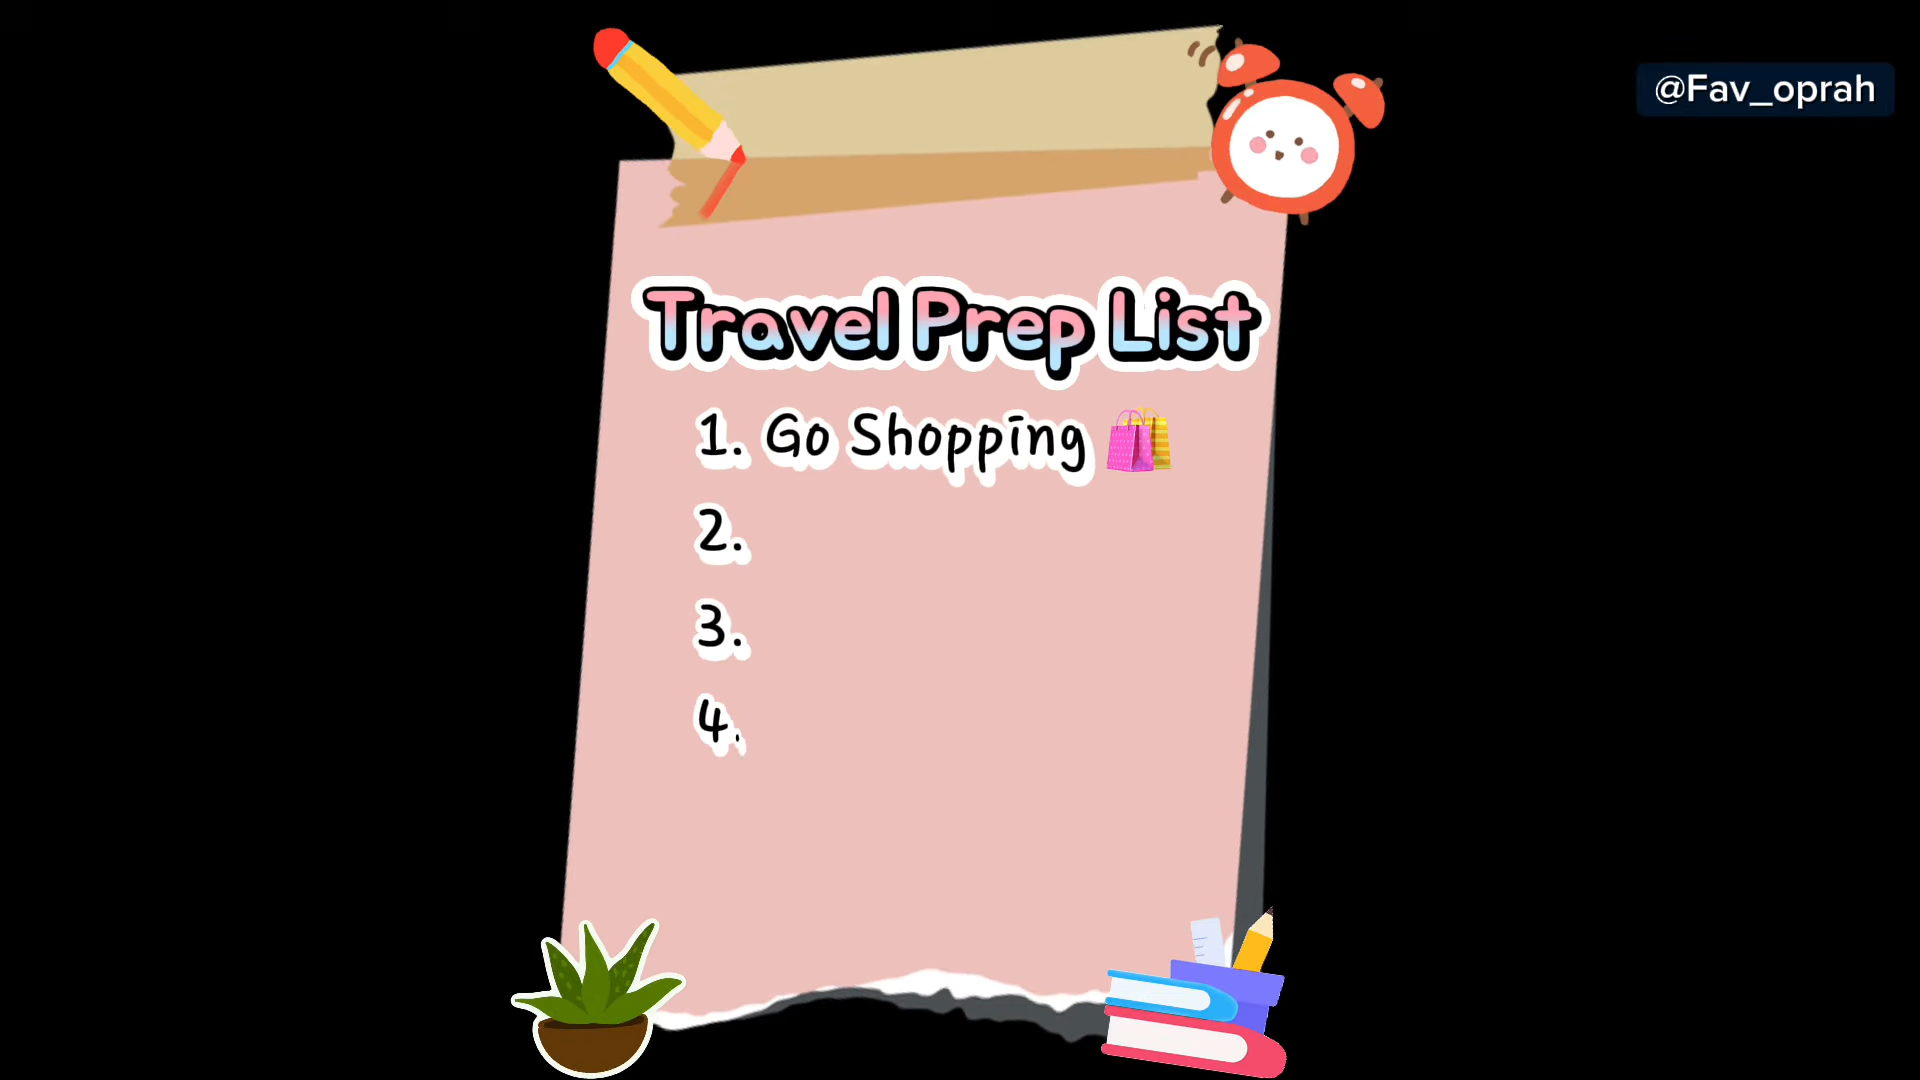 @Fav_oprah
Travel Prep List
1. Go Shopping 🛍️
2.
3.
4.